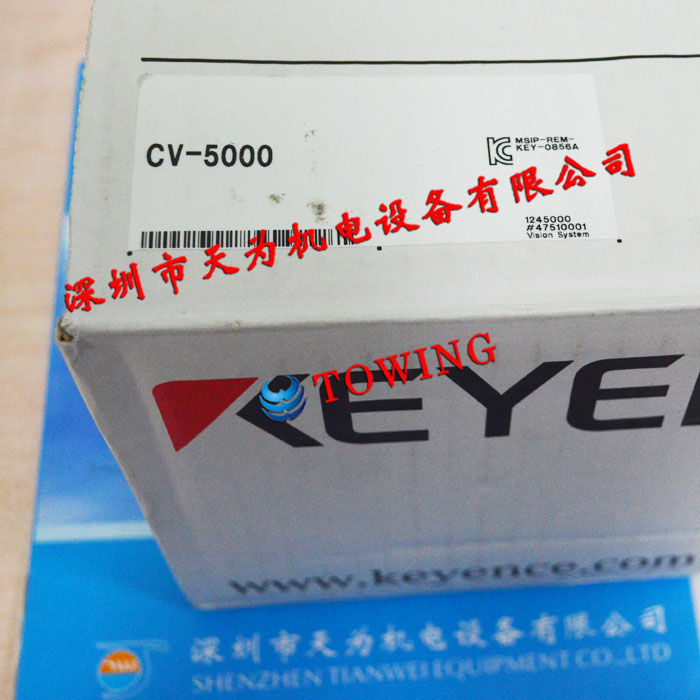 CV-5000
MSIP-REM-
KEY-0856A
1245000
#47510001
Vision System
深圳市天为机电设备有限公司
TOWING
KEYE
www.keyence.com
深圳市天为机电设备有限公司
SHENZHEN TIANWEI EQUIPMENT CO.,LTD